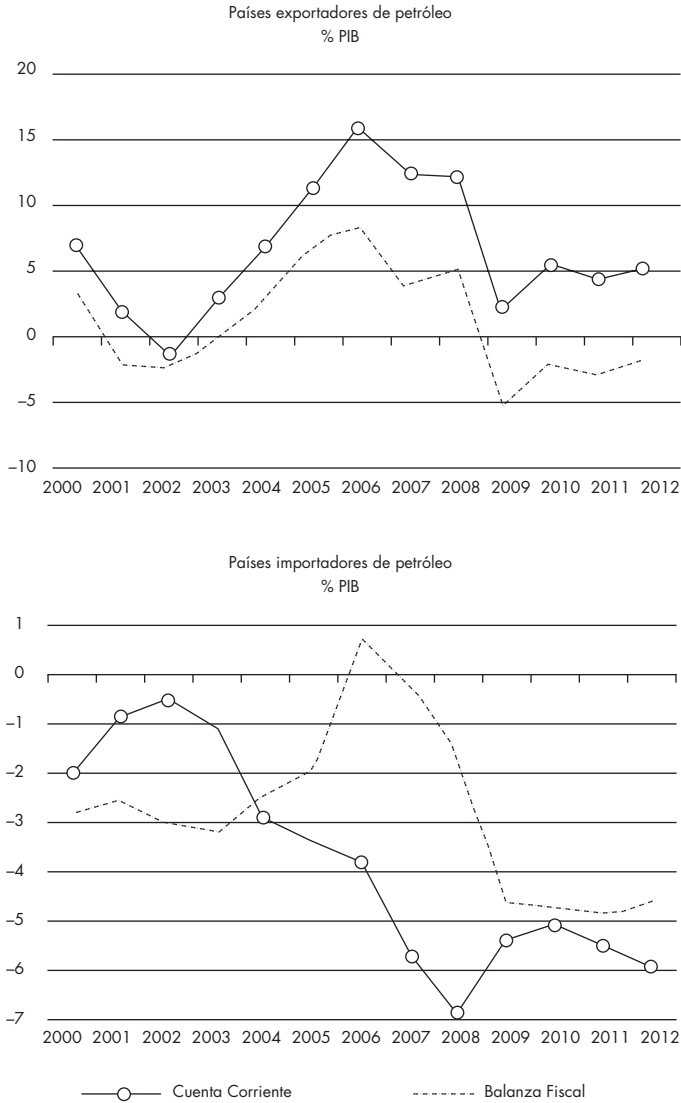 Países exportadores de petróleo
% PIB
20
15
10
5
0
–5
–10
2000 2001 2002 2003 2004 2005 2006 2007 2008 2009 2010 2011 2012
Países importadores de petróleo
% PIB
1
0
–1
–2
–3
–4
–5
–6
–7
2000 2001 2002 2003 2004 2005 2006 2007 2008 2009 2010 2011 2012
Cuenta Corriente Balanza Fiscal